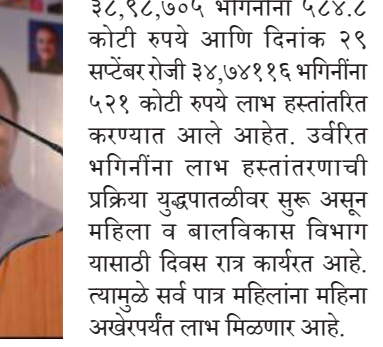 ३८,९८,७०५ भगिनींना ५८४.८
कोटी रुपये आणि दिनांक २९
सप्टेंबर रोजी ३४,७४११६ भगिनींना
५२१ कोटी रुपये लाभ हस्तांतरित
करण्यात आले आहेत. उर्वरित
भगिनींना लाभ हस्तांतरणाची
प्रक्रिया युद्धपातळीवर सुरू असून
महिला व बालविकास विभाग
यासाठी दिवस रात्र कार्यरत आहे.
त्यामुळे सर्व पात्र महिलांना महिना
अखेरपर्यंत लाभ मिळणार आहे.